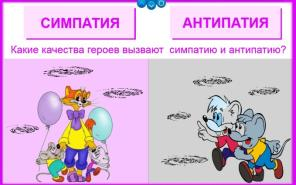 СИМПАТИЯ
АНТИПАТИЯ
Какие качества героев вызывают симпатию и антипатию?